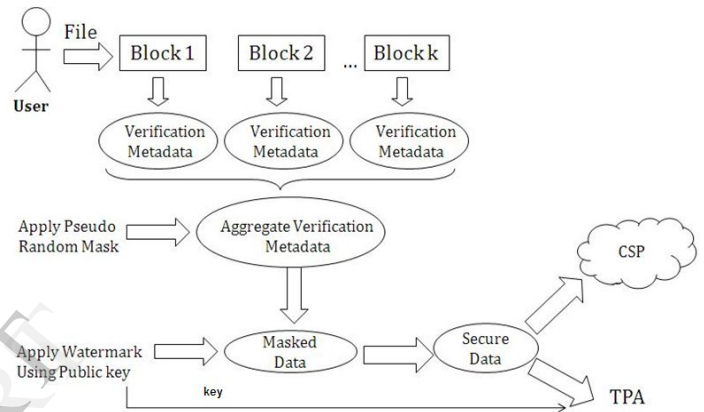 File
Block 1
Block 2
...
Block k
User
Verification
Metadata
Verification
Metadata
Verification
Metadata
Apply Pseudo
Random Mask
Aggregate Verification
Metadata
CSP
Apply Watermark
Using Public key
Masked
Data
Secure
Data
key
TPA